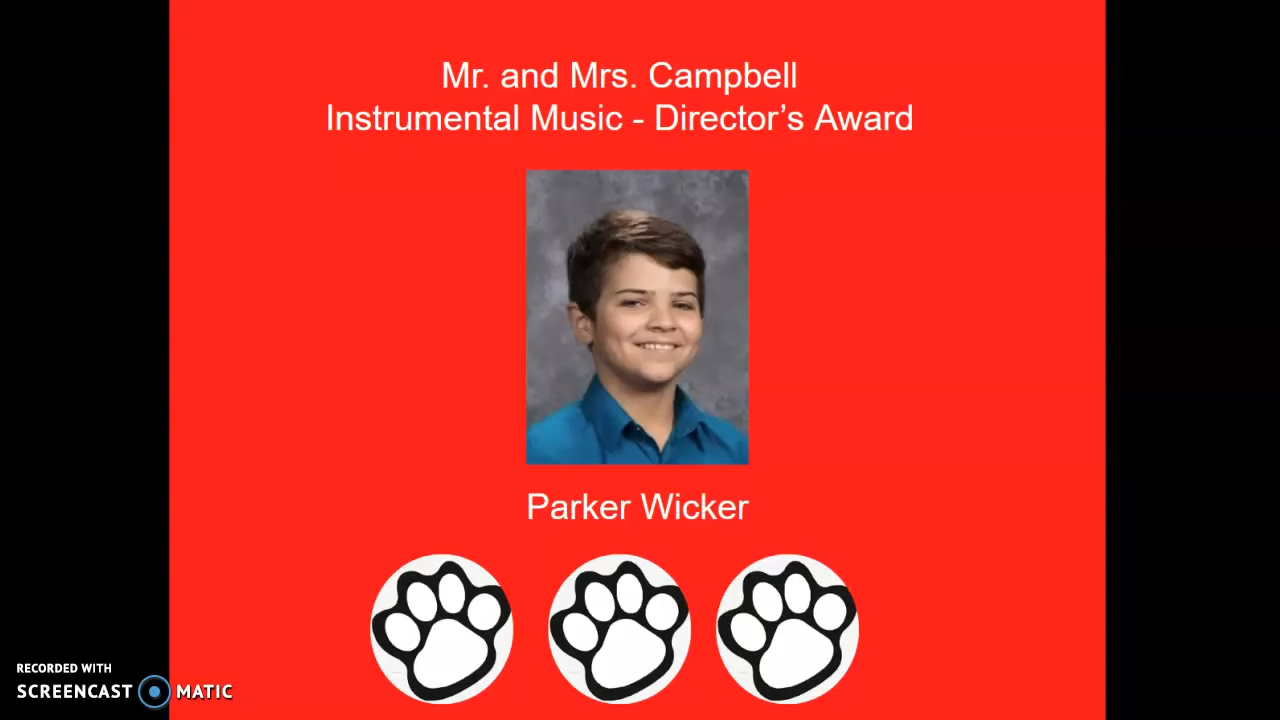 Mr. and Mrs. Campbell
Instrumental Music - Director’s Award
Parker Wicker
RECORDED WITH
SCREENCAST MATIC